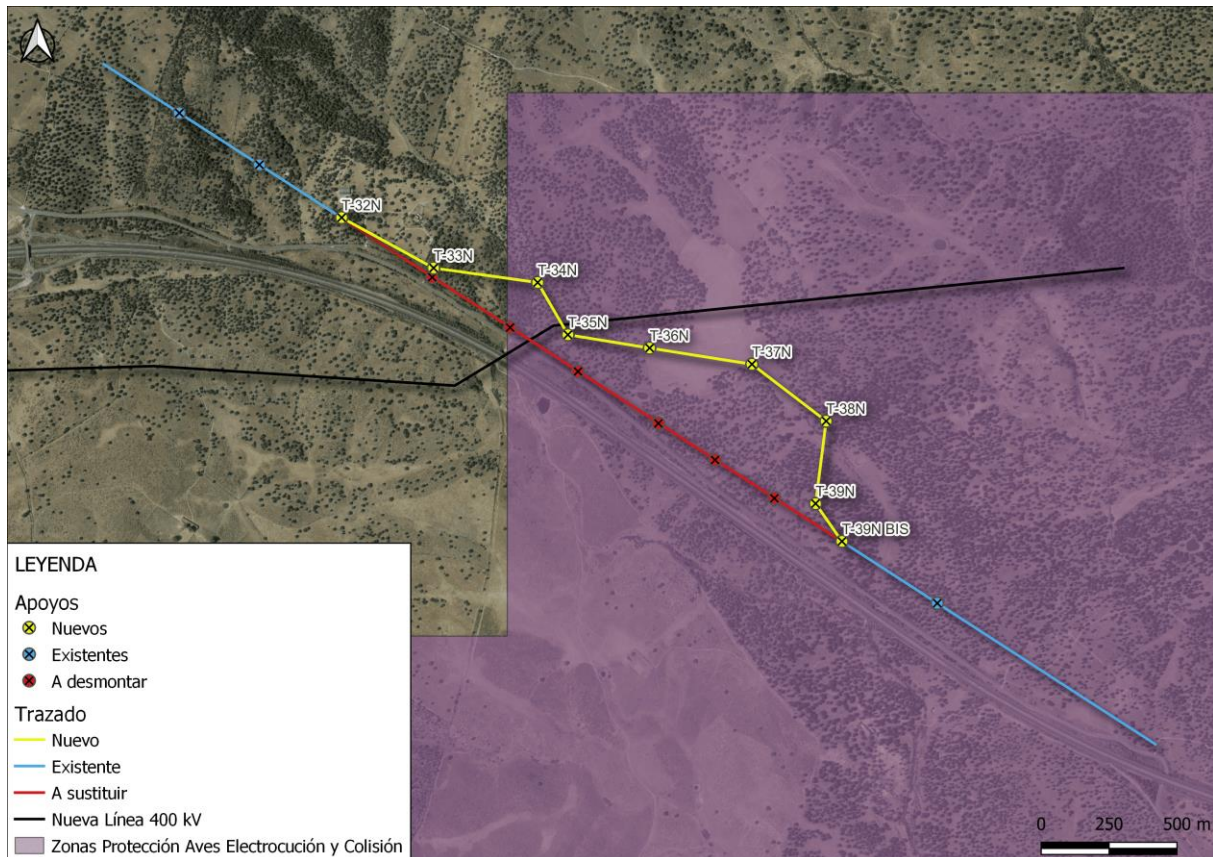 T-32N
T-33N
T-34N
T-35N
T-36N
T-37N
T-38N
T-39N
T-39N BIS
LEYENDA
Apoyos
Nuevos
Existentes
A desmontar
Trazado
Nuevo
Existente
A sustituir
Nueva Línea 400 kV
Zonas Protección Aves Electrocución y Colisión
0 250 500 m